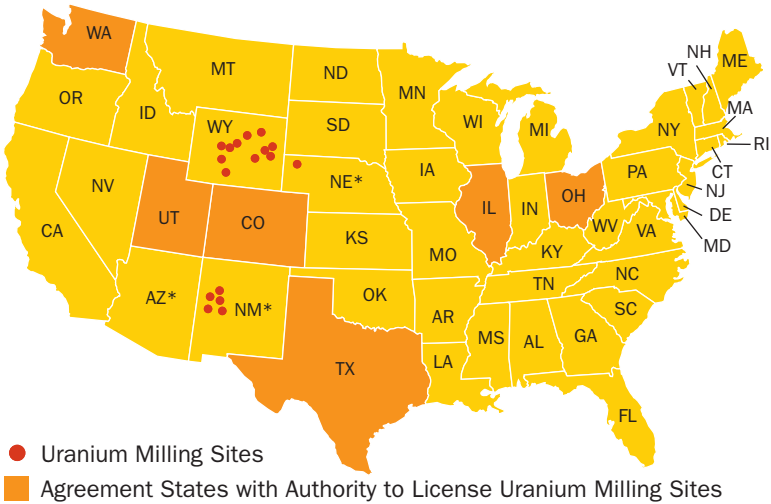 WA
MT
ND
MN
OR
ID
WY
SD
WI
MI
NY
VT
NH
ME
MA
RI
CT
NJ
DE
MD
NV
UT
CO
NE*
IA
IL
IN
OH
PA
CA
KS
MO
KY
WV
VA
AZ*
NM*
OK
AR
TN
NC
SC
TX
LA
MS
AL
GA
FL
Uranium Milling Sites
Agreement States with Authority to License Uranium Milling Sites